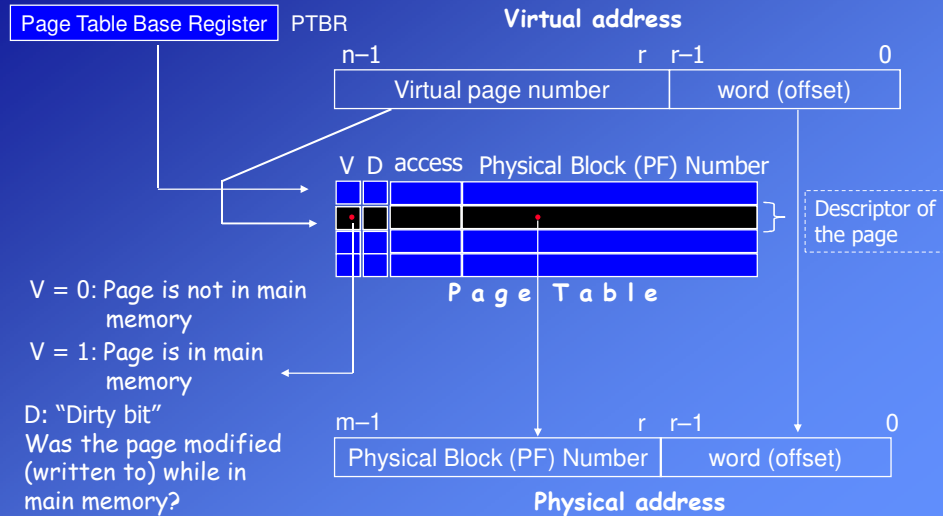 Page Table Base Register PTBR
Virtual address
n–1 r r–1 0
Virtual page number word (offset)
V D access Physical Block (PF) Number
Descriptor of
the page
Page Table
V = 0: Page is not in main
memory
V = 1: Page is in main
memory
D: “Dirty bit”
Was the page modified
(written to) while in
main memory?
m–1 r r–1 0
Physical Block (PF) Number word (offset)
Physical address